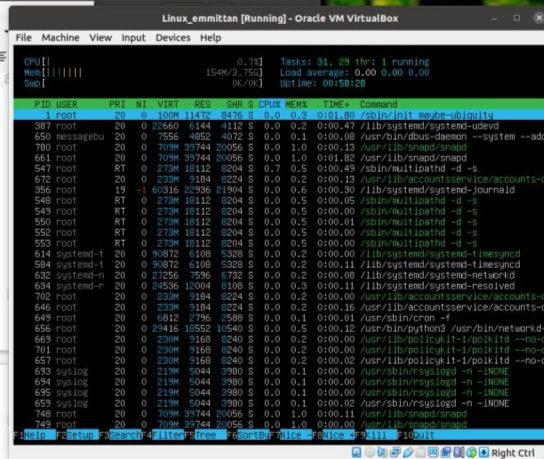 Linux_emmittan [Running] - Oracle VM VirtualBox
File Machine View Input Devices Help
CPU[ 0.7%] Tasks: 31, 29 thr; 1 running
Mem[||||||| 154M/3.75G] Load average: 0.00 0.00 0.00
Swp[ 0K/0K] Uptime: 00:58:28
PID USER PRI NI VIRT RES SHR S CPU% MEM% TIME+ Command
1 root 20 0 100M 11472 8476 S 0.0 0.3 0:01.80 /sbin/init maybe-ubiquity
387 root 20 0 22660 6144 4112 S 0.0 0.2 0:00.47 /lib/systemd/systemd-udevd
650 messagebu 20 0 7556 4852 4072 S 0.0 0.1 0:00.08 /usr/bin/dbus-daemon --system --add
780 root 20 0 709M 39744 20056 S 0.0 1.0 0:00.13 /usr/lib/snapd/snapd
661 root 20 0 709M 39744 20056 S 0.0 1.0 0:01.82 /usr/lib/snapd/snapd
547 root RT 0 273M 18112 8204 S 0.7 0.5 0:00.49 /sbin/multipathd -d -s
672 root 20 0 233M 9184 8224 S 0.0 0.2 0:00.13 /usr/lib/accountsservice/accounts-d
356 root 19 -1 60316 22936 21904 S 0.0 0.6 0:00.30 /lib/systemd/systemd-journald
548 root RT 0 273M 18112 8204 S 0.0 0.5 0:00.05 /sbin/multipathd -d -s
549 root RT 0 273M 18112 8204 S 0.0 0.5 0:00.00 /sbin/multipathd -d -s
550 root RT 0 273M 18112 8204 S 0.0 0.5 0:00.01 /sbin/multipathd -d -s
552 root RT 0 273M 18112 8204 S 0.0 0.5 0:00.00 /sbin/multipathd -d -s
553 root RT 0 273M 18112 8204 S 0.0 0.5 0:00.00 /sbin/multipathd -d -s
614 systemd-t 20 0 90872 6108 5328 S 0.0 0.2 0:00.00 /lib/systemd/systemd-timesyncd
584 systemd-t 20 0 90872 6108 5328 S 0.0 0.2 0:00.11 /lib/systemd/systemd-timesyncd
632 systemd-n 20 0 27256 7596 6732 S 0.0 0.2 0:00.08 /lib/systemd/systemd-networkd
634 systemd-r 20 0 24536 12004 8108 S 0.0 0.3 0:00.11 /lib/systemd/systemd-resolved
702 root 20 0 233M 9184 8224 S 0.0 0.2 0:00.00 /usr/lib/accountsservice/accounts-d
646 root 20 0 233M 9184 8224 S 0.0 0.2 0:00.16 /usr/lib/accountsservice/accounts-d
649 root 20 0 6812 2796 2588 S 0.0 0.1 0:00.01 /usr/sbin/cron -f
656 root 20 0 29416 18552 10540 S 0.0 0.5 0:00.12 /usr/bin/python3 /usr/bin/networkd-
669 root 20 0 230M 9168 8240 S 0.0 0.2 0:00.00 /usr/lib/policykit-1/polkitd --no-d
701 root 20 0 230M 9168 8240 S 0.0 0.2 0:00.01 /usr/lib/policykit-1/polkitd --no-d
657 root 20 0 230M 9168 8240 S 0.0 0.2 0:00.02 /usr/lib/policykit-1/polkitd --no-d
693 syslog 20 0 219M 5044 3980 S 0.0 0.1 0:00.01 /usr/sbin/rsyslogd -n -iNONE
694 syslog 20 0 219M 5044 3980 S 0.0 0.1 0:00.00 /usr/sbin/rsyslogd -n -iNONE
695 syslog 20 0 219M 5044 3980 S 0.0 0.1 0:00.01 /usr/sbin/rsyslogd -n -iNONE
659 syslog 20 0 219M 5044 3980 S 0.0 0.1 0:00.02 /usr/sbin/rsyslogd -n -iNONE
748 root 20 0 709M 39744 20056 S 0.0 1.0 0:00.11 /usr/lib/snapd/snapd
749 root 20 0 709M 39744 20056 S 0.0 1.0 0:00.00 /usr/lib/snapd/snapd
F1Help F2Setup F3SearchF4FilterF5Tree F6SortByF7Nice -F8Nice +F9Kill F10Quit
Right Ctrl